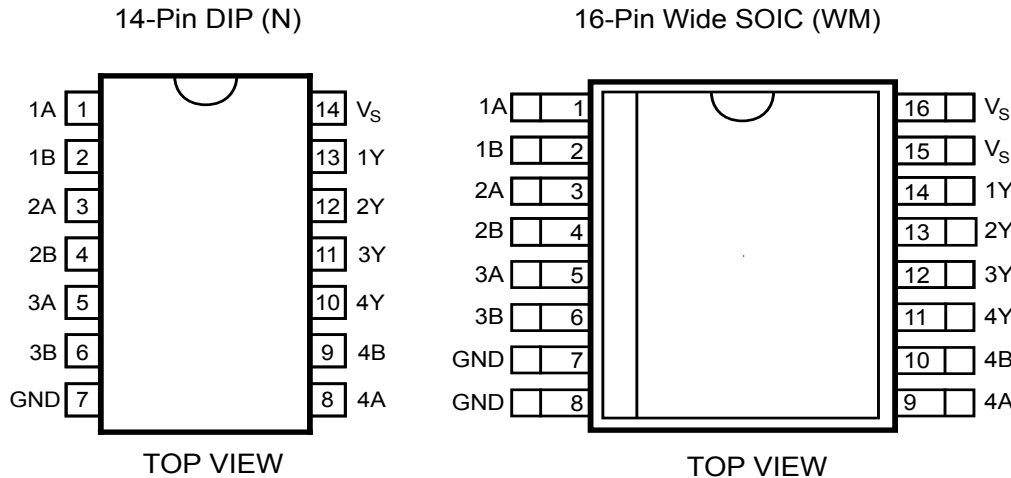 14-Pin DIP (N)
1A 1 14 VS
1B 2 13 1Y
2A 3 12 2Y
2B 4 11 3Y
3A 5 10 4Y
3B 6 9 4B
GND 7 8 4A
TOP VIEW
16-Pin Wide SOIC (WM)
1A 1 16 VS
1B 2 15 VS
2A 3 14 1Y
2B 4 13 2Y
3A 5 12 3Y
3B 6 11 4Y
GND 7 10 4B
GND 8 9 4A
TOP VIEW